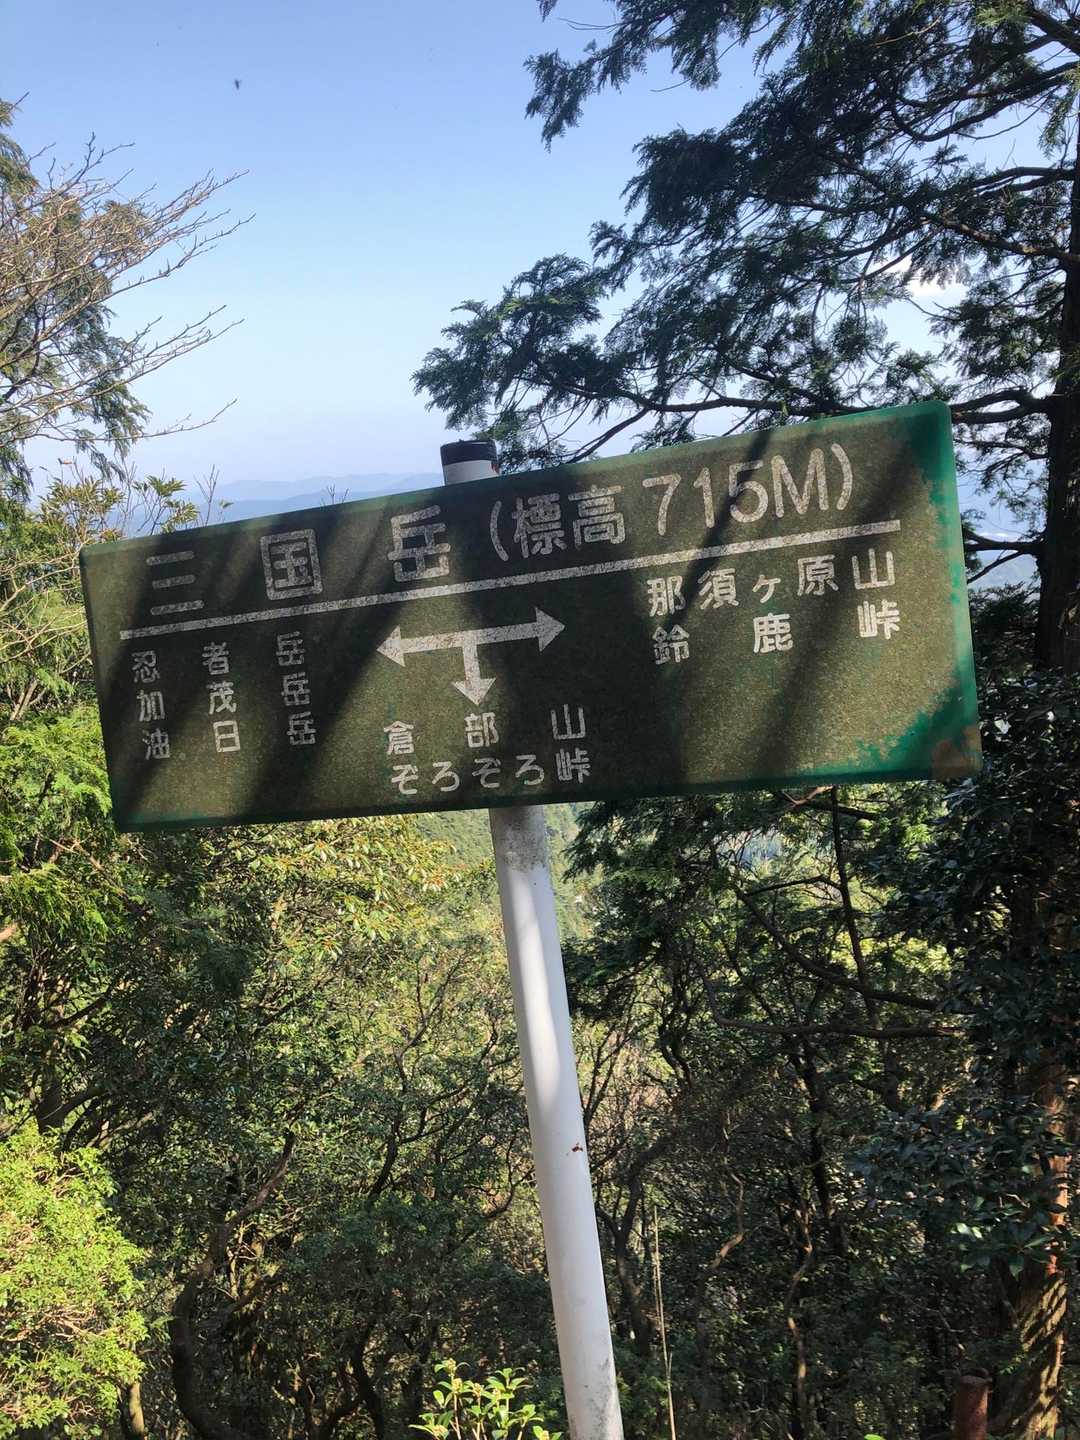 三国岳(標高715M)
忍者岳
加茂岳
油日岳
倉部山
ぞろぞろ峠
那須ヶ原山
鈴鹿峠